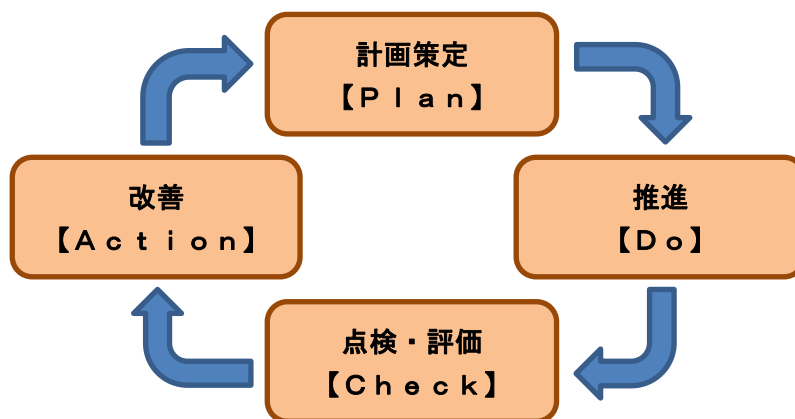 計画策定
【Ｐｌａｎ】
改善
【Ａｃｔｉｏｎ】
推進
【Ｄｏ】
点検・評価
【Ｃｈｅｃｋ】